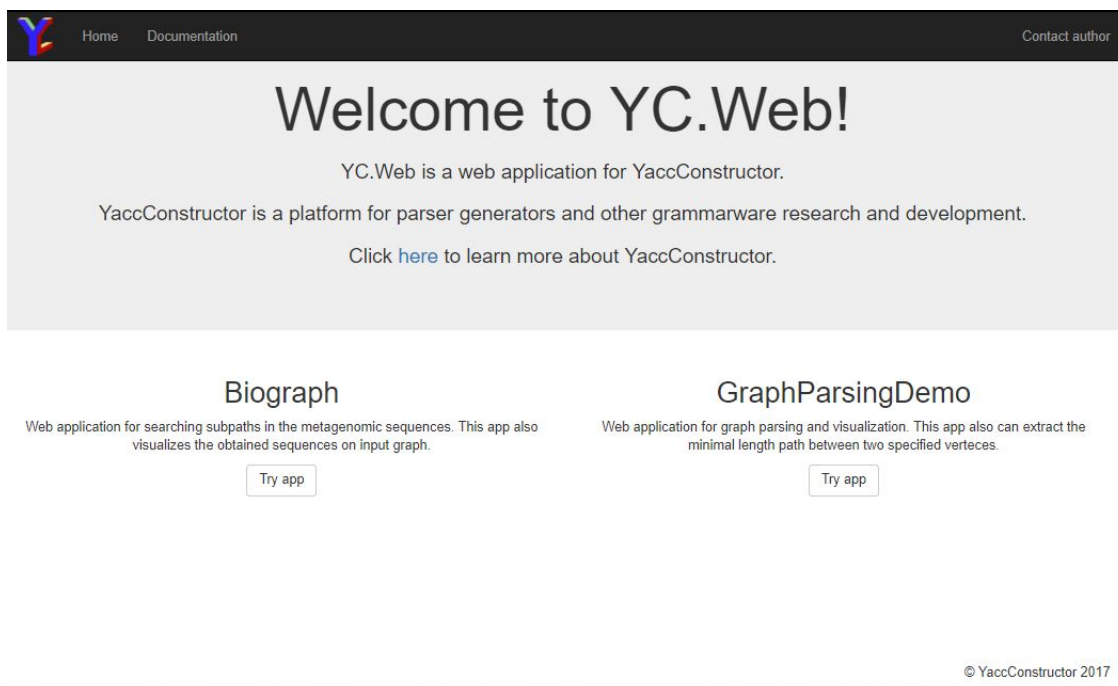 YC
Home
Documentation
Contact author
Welcome to YC.Web!
YC.Web is a web application for YaccConstructor.
YaccConstructor is a platform for parser generators and other grammarware research and development.
Click here to learn more about YaccConstructor.
Biograph
Web application for searching subpaths in the metagenomic sequences. This app also
visualizes the obtained sequences on input graph.
Try app
GraphParsingDemo
Web application for graph parsing and visualization. This app also can extract the
minimal length path between two specified verteces.
Try app
© YaccConstructor 2017